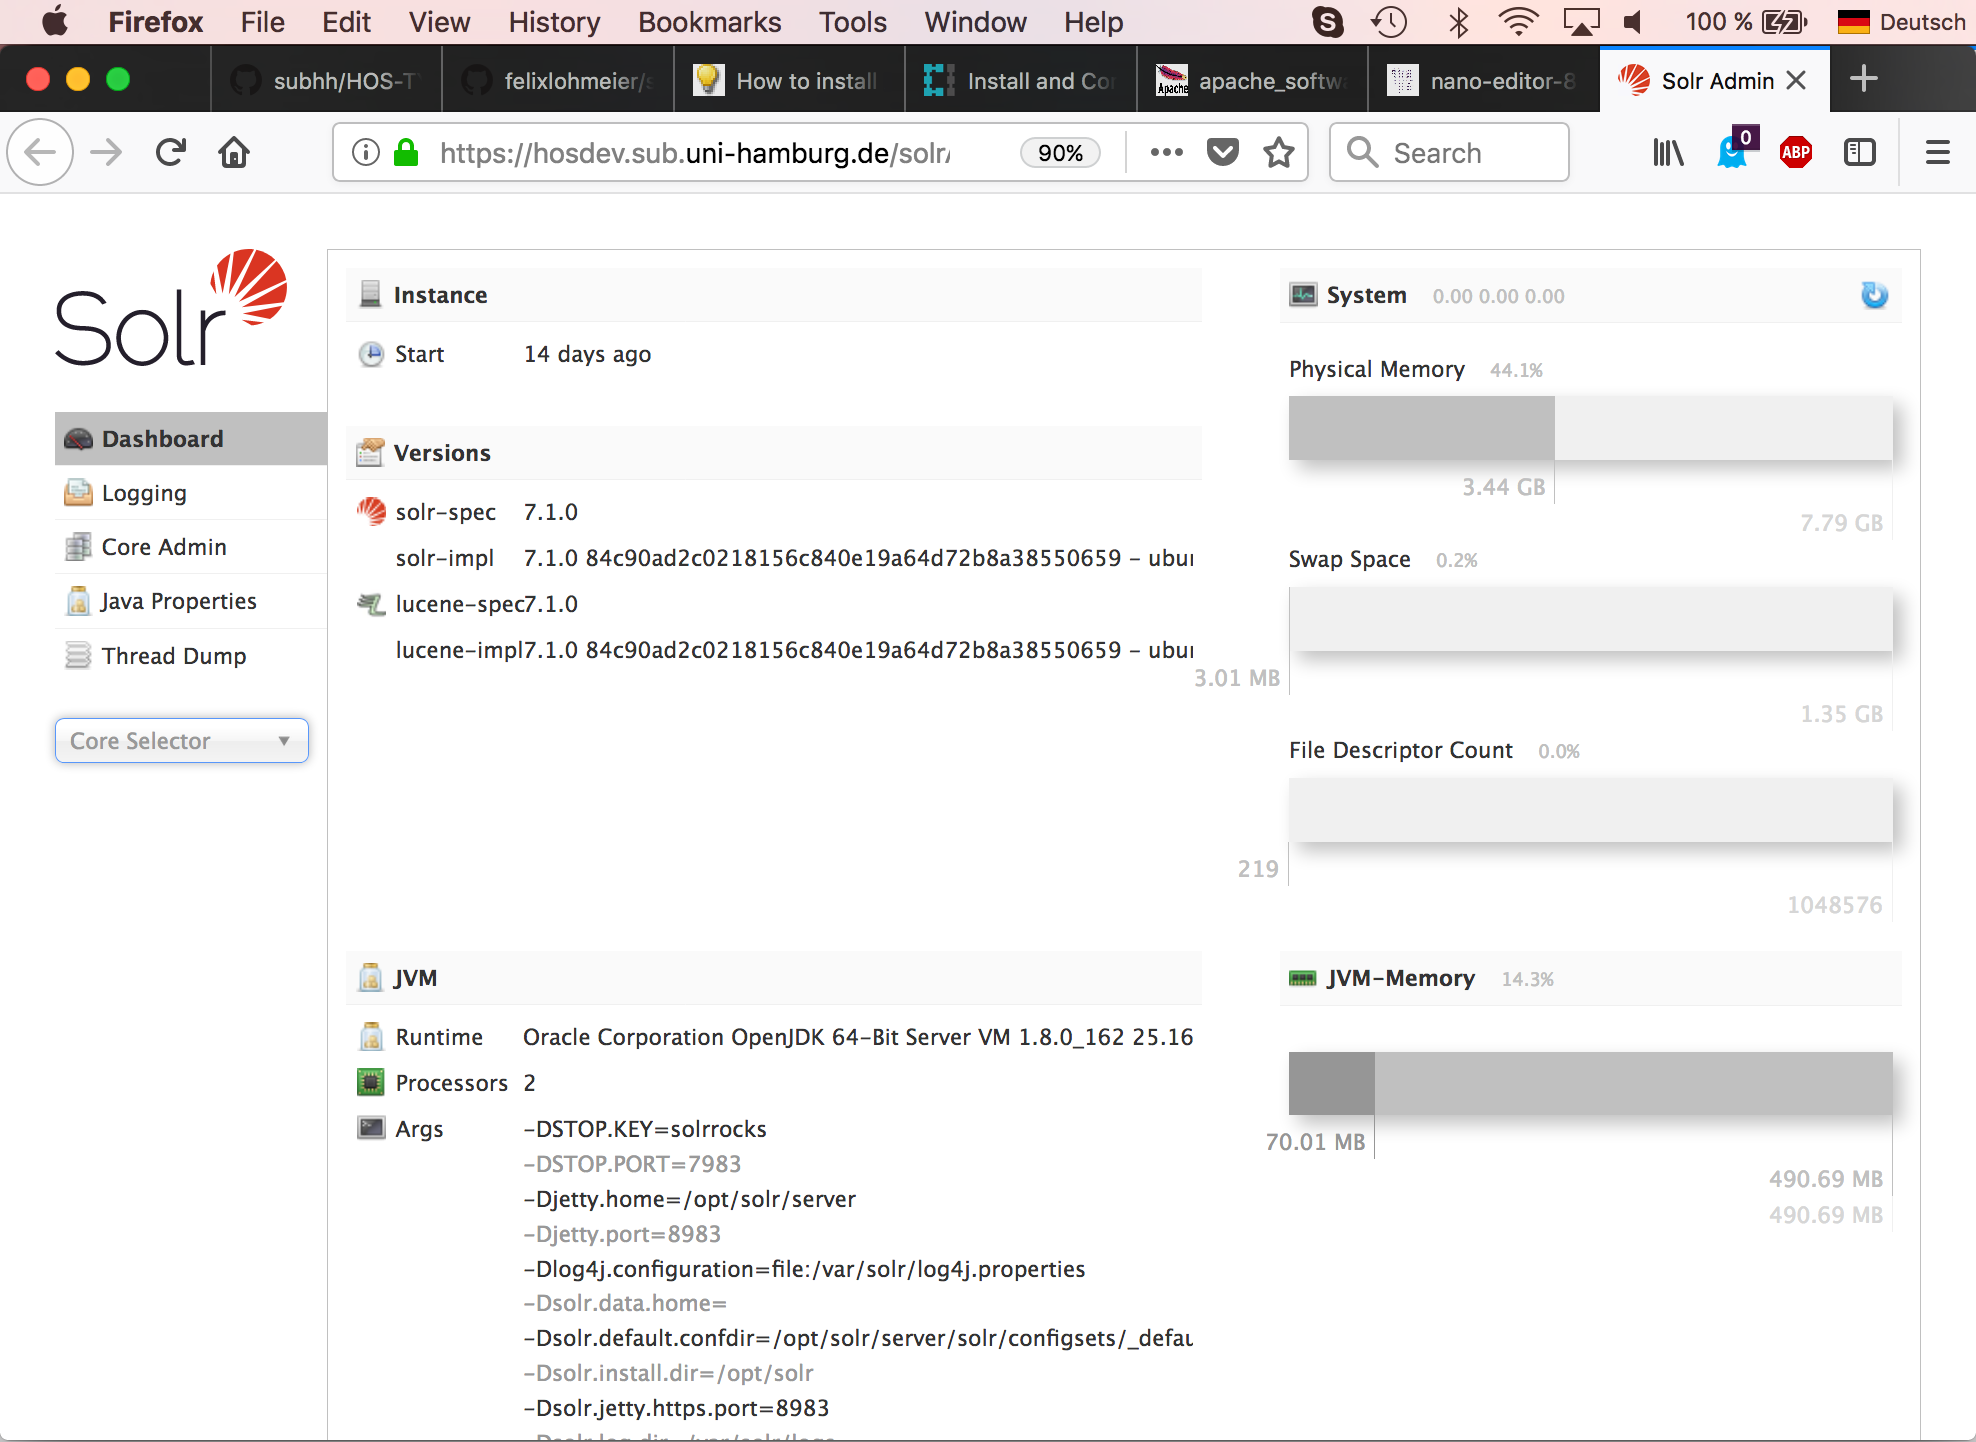 Firefox File Edit View History Bookmarks Tools Window Help 100 % Deutsch
subhh/HOS-T felixlohmeier/s How to install Install and Co apache_softw nano-editor-8 Solr Admin
https://hosdev.sub.uni-hamburg.de/solr/ 90% Search 0 ABP
Solr
Dashboard
Logging
Core Admin
Java Properties
Thread Dump
Core Selector
Instance
Start 14 days ago
Versions
solr-spec 7.1.0
solr-impl 7.1.0 84c90ad2c0218156c840e19a64d72b8a38550659 - ubun
lucene-spec7.1.0
lucene-impl7.1.0 84c90ad2c0218156c840e19a64d72b8a38550659 - ubun
System 0.00 0.00 0.00
Physical Memory 44.1%
3.44 GB
7.79 GB
Swap Space 0.2%
3.01 MB
1.35 GB
File Descriptor Count 0.0%
219
1048576
JVM
Runtime Oracle Corporation OpenJDK 64-Bit Server VM 1.8.0_162 25.16
Processors 2
Args -DSTOP.KEY=solrrocks
-DSTOP.PORT=7983
-Djetty.home=/opt/solr/server
-Djetty.port=8983
-Dlog4j.configuration=file:/var/solr/log4j.properties
-Dsolr.data.home=
-Dsolr.default.confdir=/opt/solr/server/solr/configsets/_defau
-Dsolr.install.dir=/opt/solr
-Dsolr.jetty.https.port=8983
-Dsolr.log.dir=/var/solr/logs
JVM-Memory 14.3%
70.01 MB
490.69 MB
490.69 MB